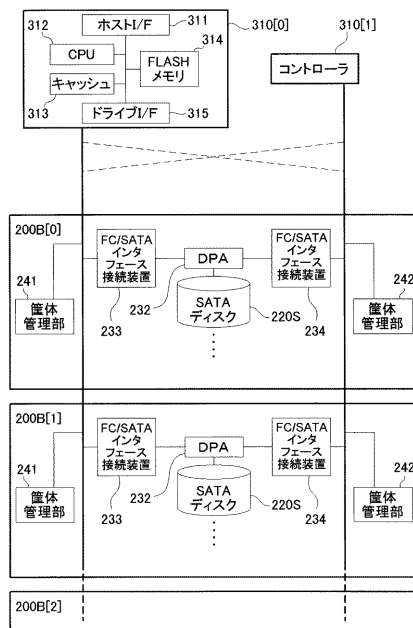 ホストI/F
311
310[0]
312
CPU
FLASH
メモリ
314
310[1]
コントローラ
キャッシュ
313
ドライブI/F
315
200B[0]
FC/SATA
インタ
フェース
接続装置
DPA
FC/SATA
インタ
フェース
接続装置
241
筐体
管理部
242
筐体
管理部
SATA
ディスク
233
232
220S
234
200B[1]
FC/SATA
インタ
フェース
接続装置
DPA
FC/SATA
インタ
フェース
接続装置
241
筐体
管理部
242
筐体
管理部
SATA
ディスク
233
232
220S
234
200B[2]